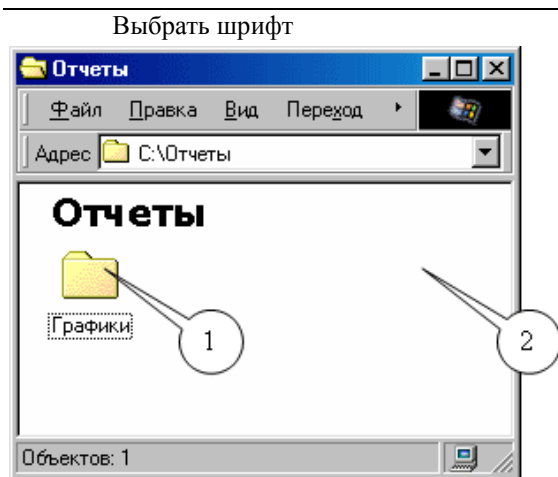 Выбрать шрифт
Отчеты
Файл Правка Вид Переход
Адрес C:\Отчеты
Отчеты
Графики
1
2
Объектов: 1